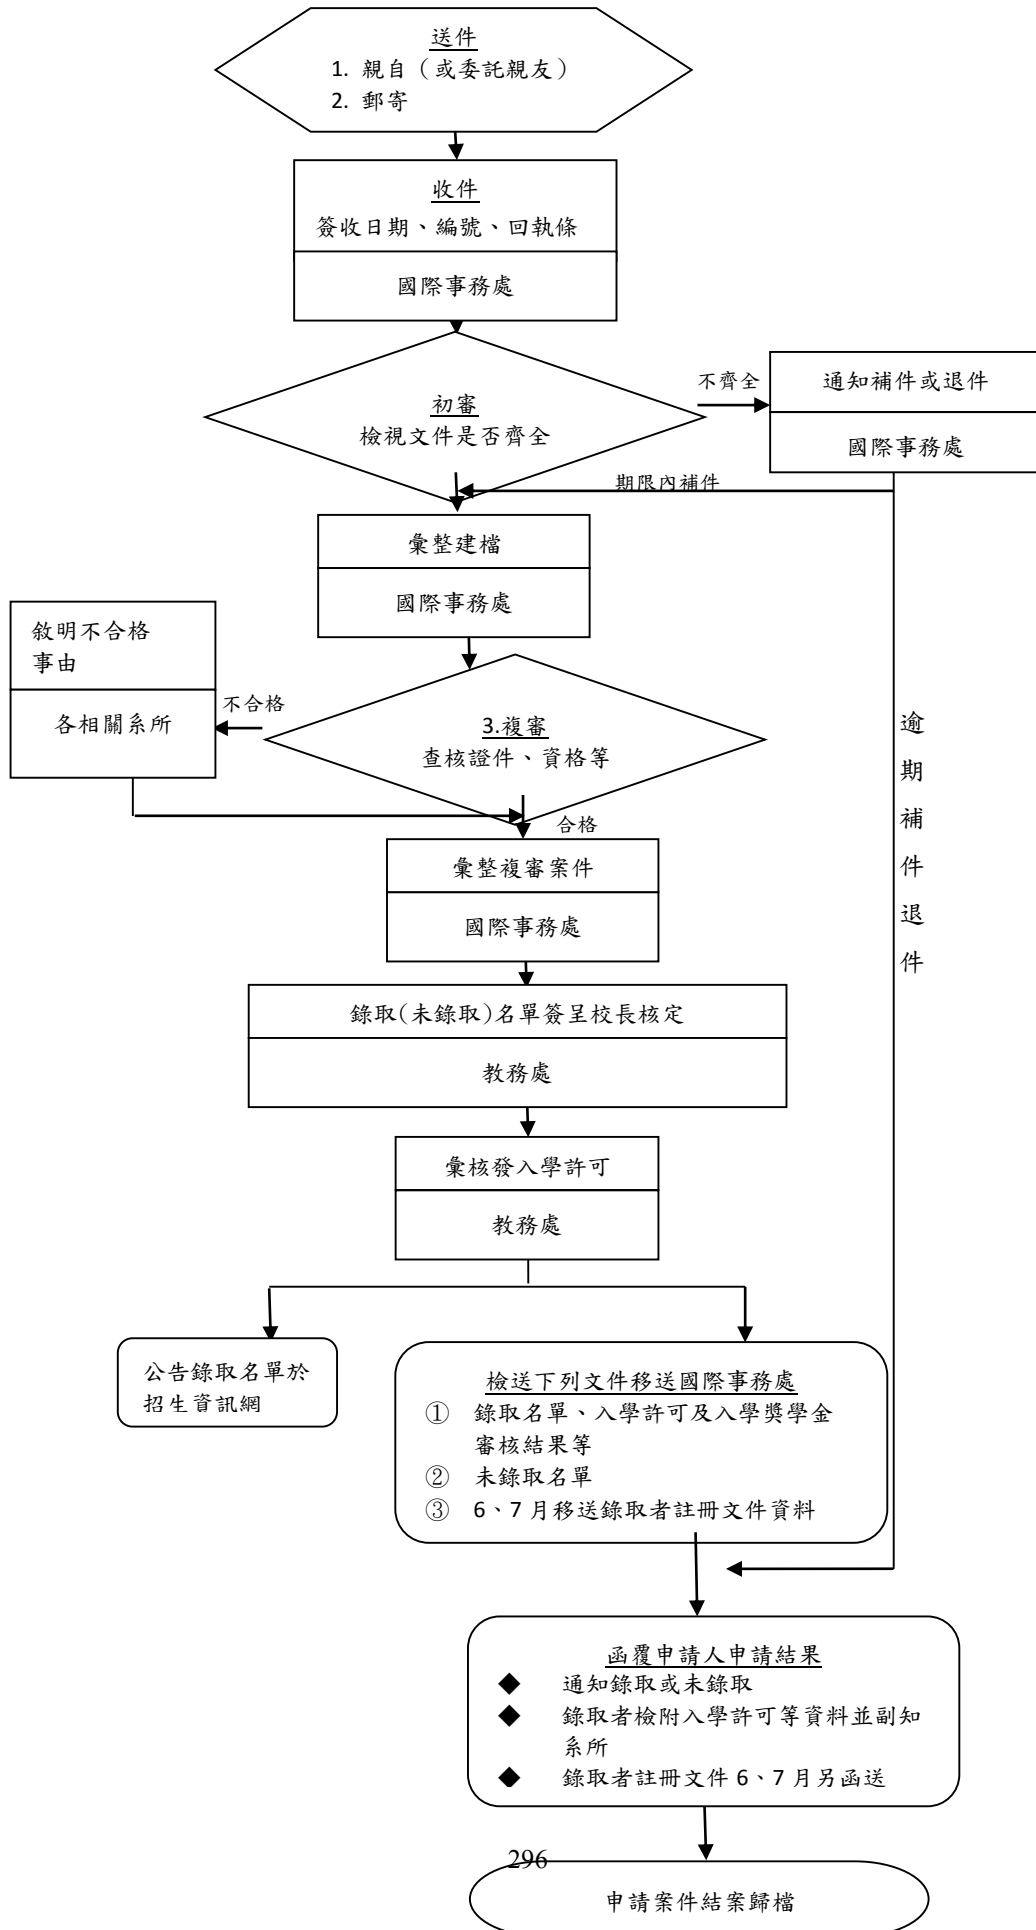 送件
1. 親自（或委託親友）
2. 郵寄
收件
簽收日期、編號、回執條
國際事務處
初審
檢視文件是否齊全
不齊全
通知補件或退件
國際事務處
期限內補件
彙整建檔
國際事務處
敘明不合格
事由
各相關系所
不合格
3.複審
查核證件、資格等
合格
逾
期
補
件
退
件
彙整複審案件
國際事務處
錄取(未錄取)名單簽呈校長核定
教務處
彙核發入學許可
教務處
公告錄取名單於
招生資訊網
檢送下列文件移送國際事務處
① 錄取名單、入學許可及入學獎學金
審核結果等
② 未錄取名單
③ 6、7 月移送錄取者註冊文件資料
函覆申請人申請結果
◆ 通知錄取或未錄取
◆ 錄取者檢附入學許可等資料並副知
系所
◆ 錄取者註冊文件 6、7 月另函送
296
申請案件結案歸檔